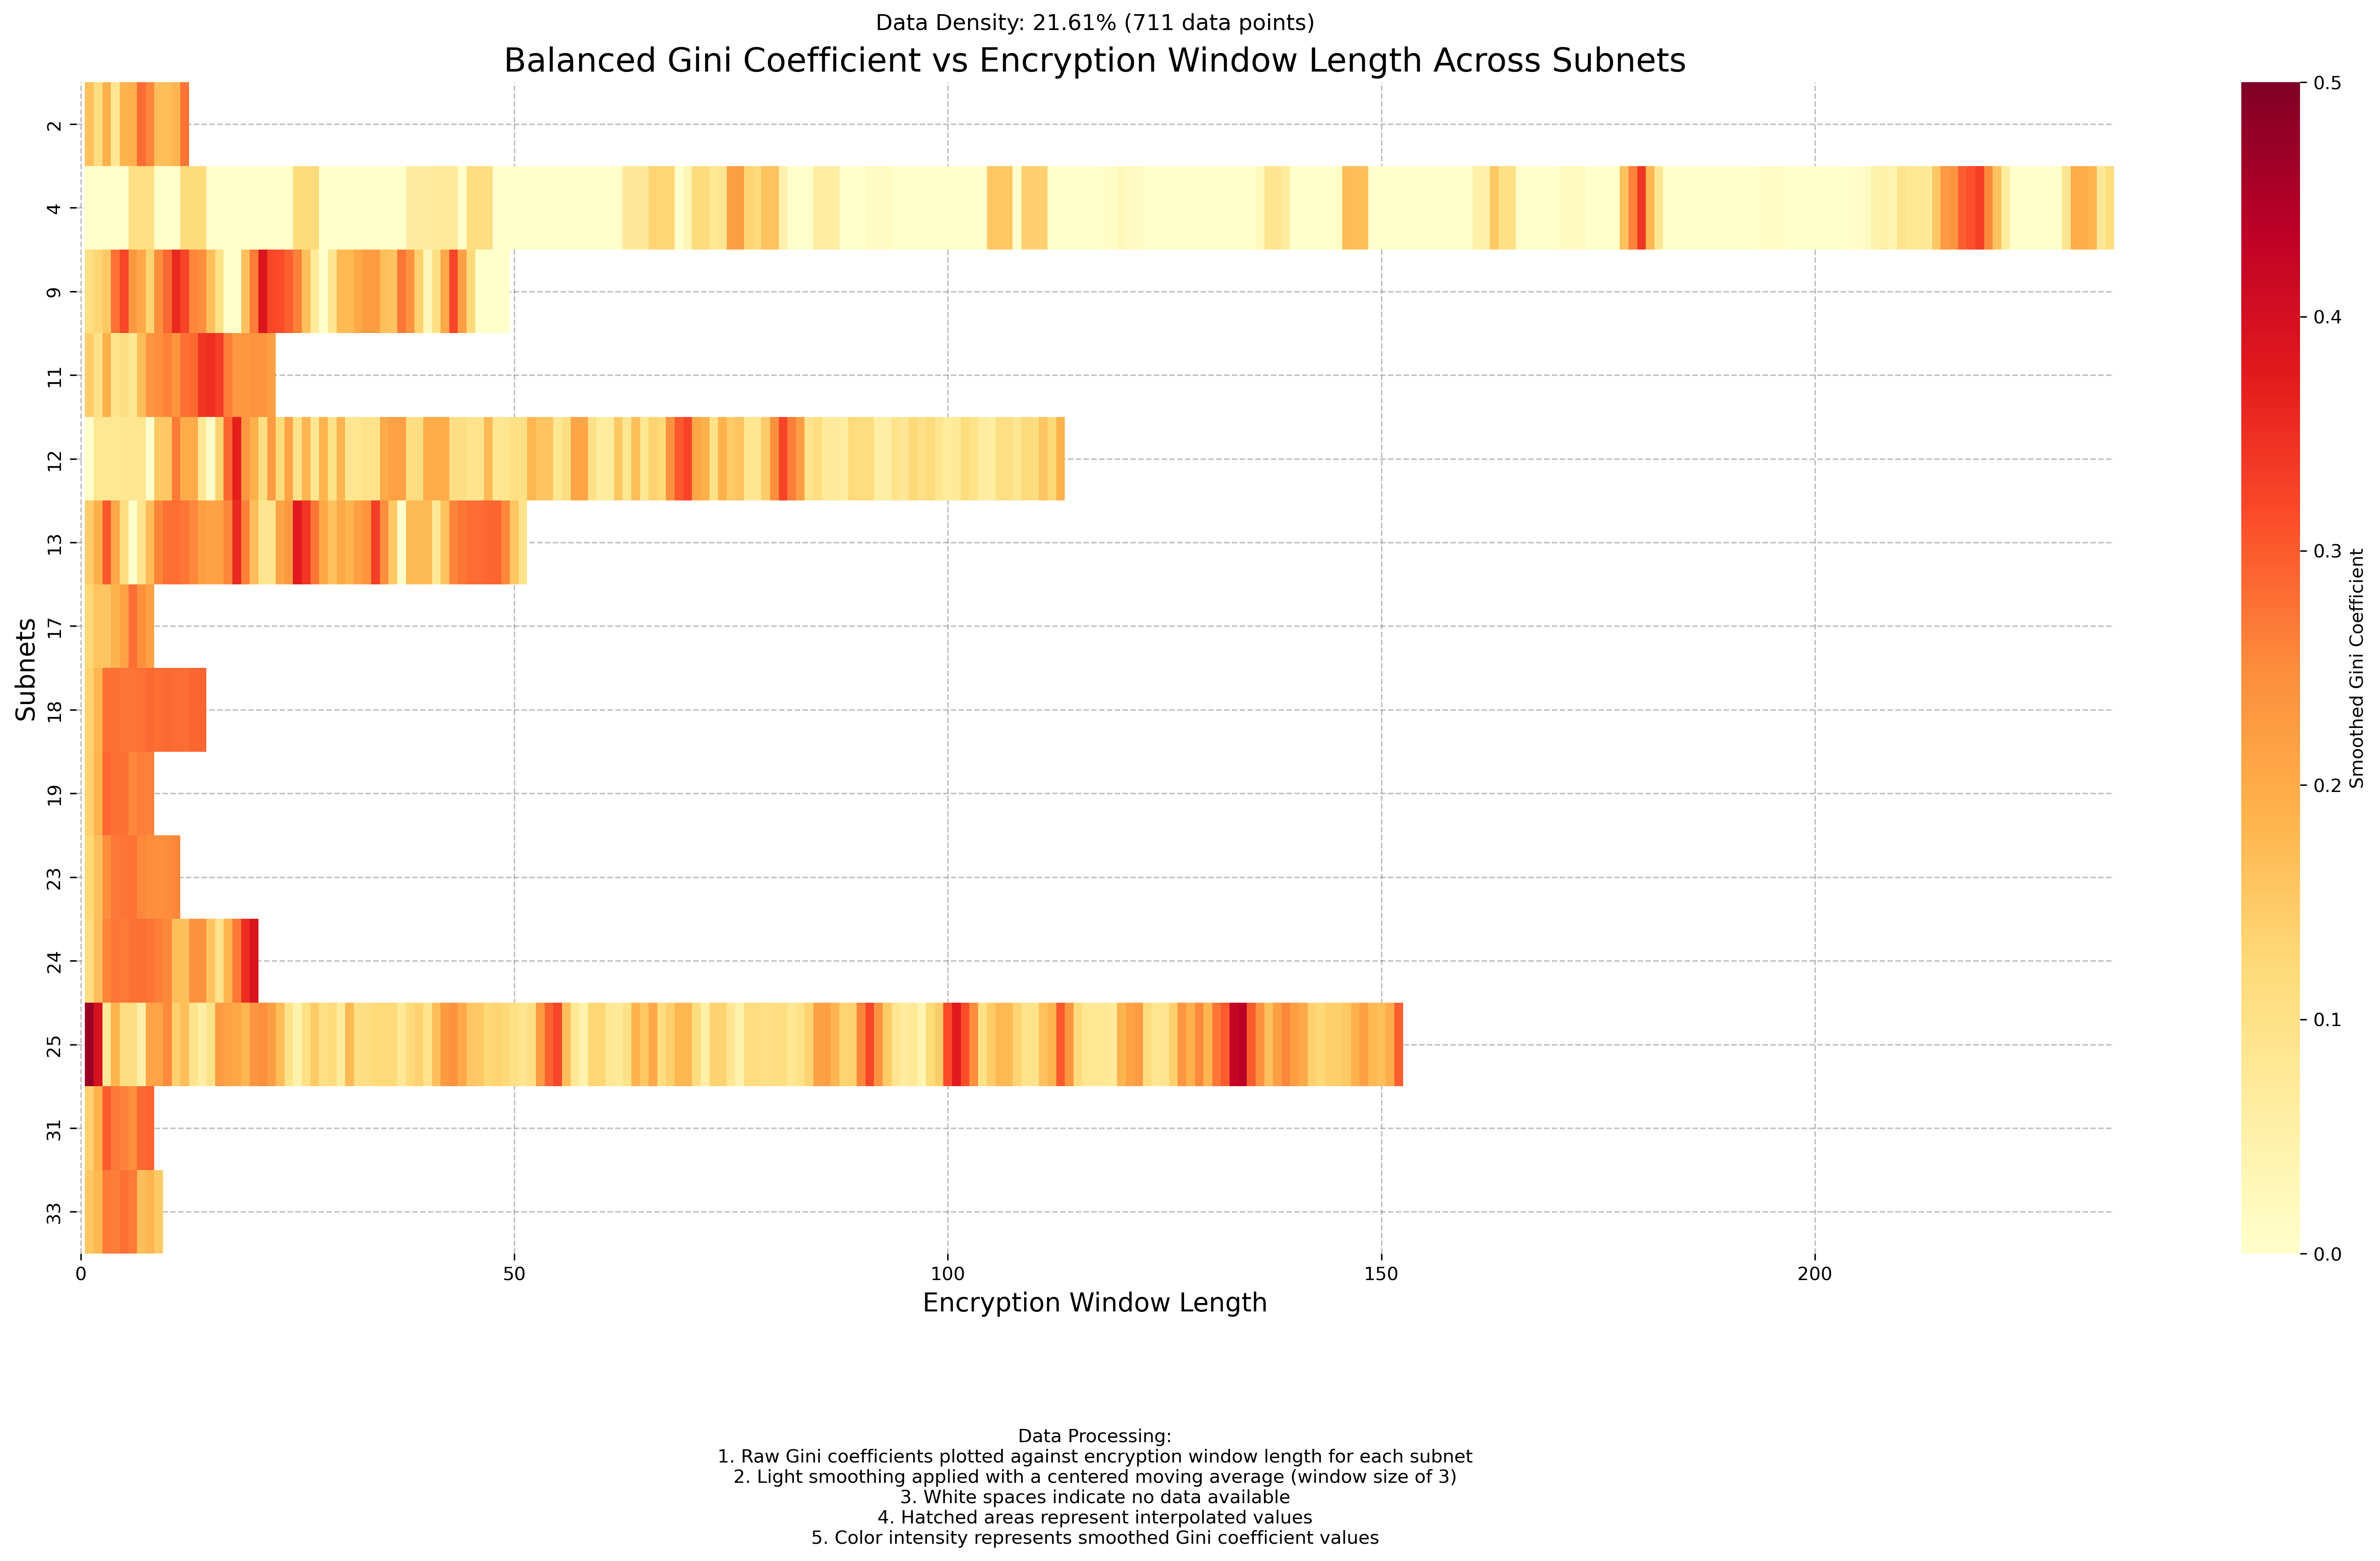 Data Density: 21.61% (711 data points)
Balanced Gini Coefficient vs Encryption Window Length Across Subnets
Subnets
2
4
9
11
12
13
17
18
19
23
24
25
31
33
0 50 100 150 200
Encryption Window Length
0.5
0.4
0.3
0.2
0.1
0.0
Smoothed Gini Coefficient
Data Processing:
1. Raw Gini coefficients plotted against encryption window length for each subnet
2. Light smoothing applied with a centered moving average (window size of 3)
3. White spaces indicate no data available
4. Hatched areas represent interpolated values
5. Color intensity represents smoothed Gini coefficient values